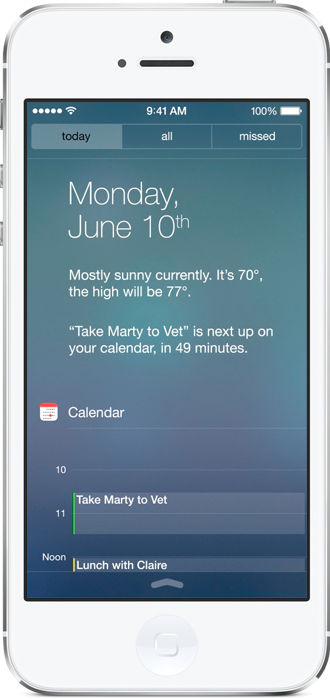 9:41 AM
100%
today
all
missed
Monday,
June 10th
Mostly sunny currently. It’s 70°,
the high will be 77°.
“Take Marty to Vet” is next up on
your calendar, in 49 minutes.
Calendar
10
Take Marty to Vet
11
Noon
Lunch with Claire